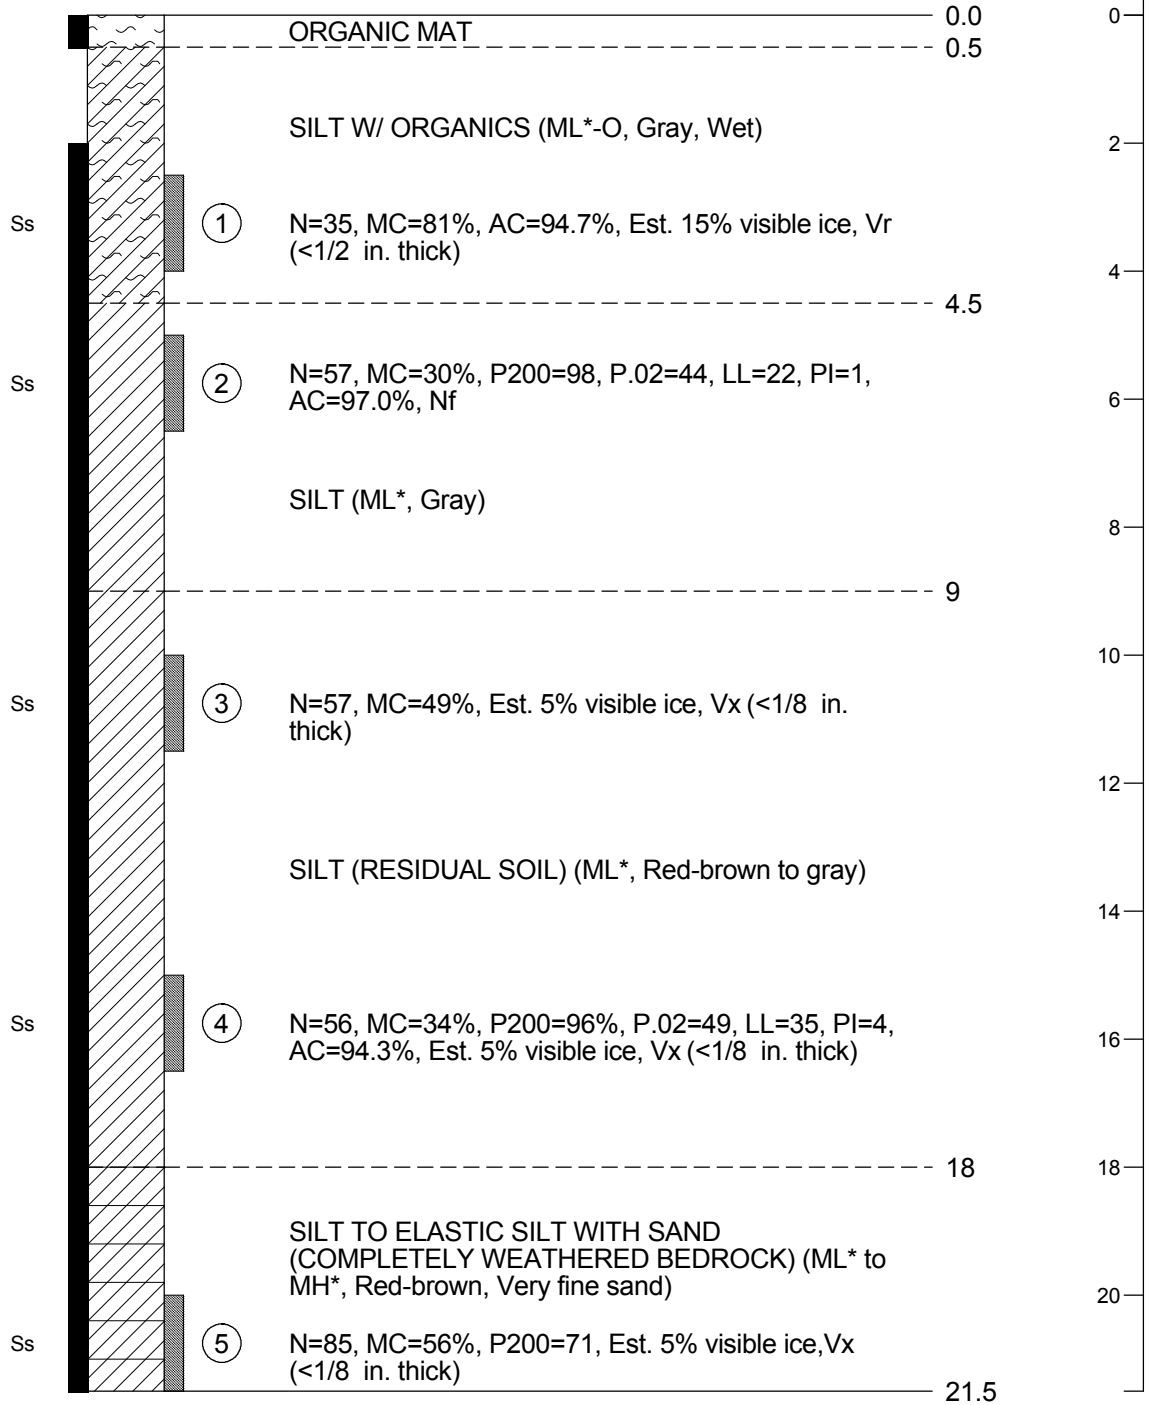 0.0
0
ORGANIC MAT
0.5
SILT W/ ORGANICS (ML*-O, Gray, Wet)
2
Ss
1
N=35, MC=81%, AC=94.7%, Est. 15% visible ice, Vr
(<1/2 in. thick)
4
4.5
Ss
2
N=57, MC=30%, P200=98, P.02=44, LL=22, PI=1,
AC=97.0%, Nf
6
SILT (ML*, Gray)
8
9
10
Ss
3
N=57, MC=49%, Est. 5% visible ice, Vx (<1/8 in.
thick)
12
SILT (RESIDUAL SOIL) (ML*, Red-brown to gray)
14
Ss
4
N=56, MC=34%, P200=96%, P.02=49, LL=35, PI=4,
AC=94.3%, Est. 5% visible ice, Vx (<1/8 in. thick)
16
18
18
SILT TO ELASTIC SILT WITH SAND
(COMPLETELY WEATHERED BEDROCK) (ML* to
MH*, Red-brown, Very fine sand)
20
Ss
5
N=85, MC=56%, P200=71, Est. 5% visible ice,Vx
(<1/8 in. thick)
21.5